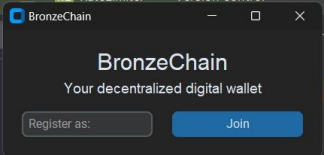 BronzeChain
BronzeChain
Your decentralized digital wallet
Register as:
Join